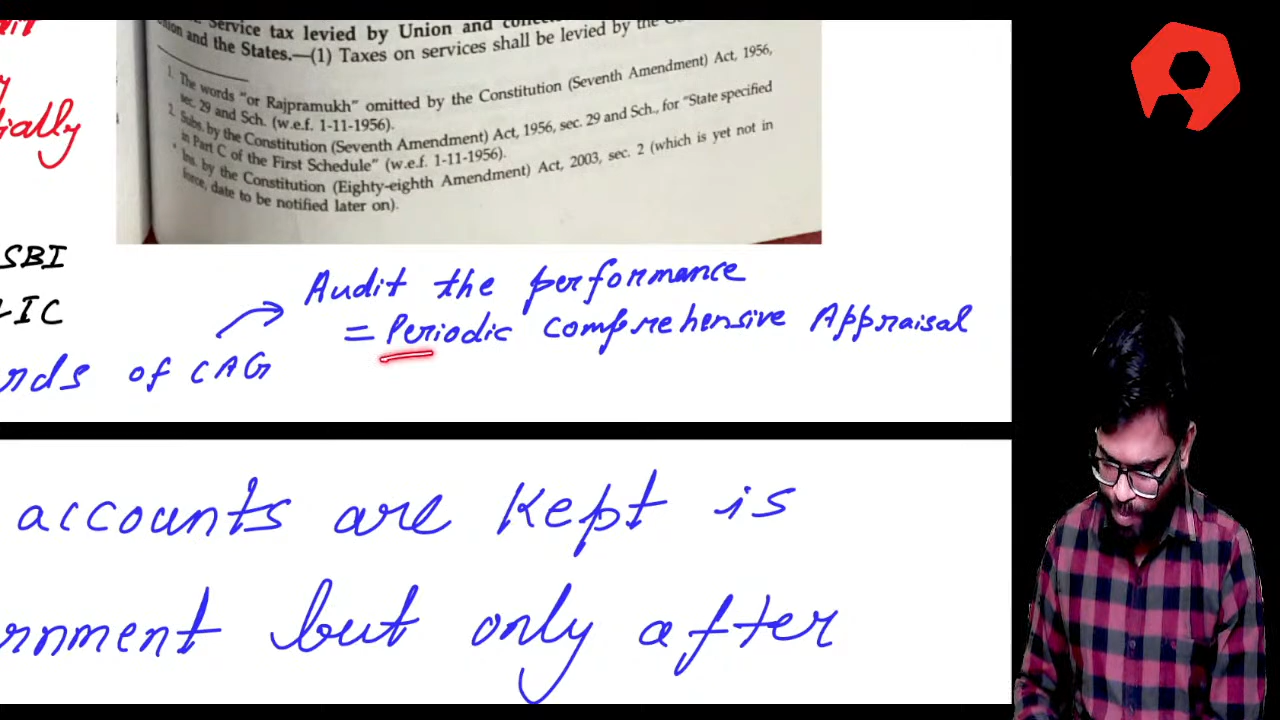 Service tax levied by Union and
and the States.—(1) Taxes on services shall be levied by the
1. The words "or Rajpramukh" omitted by the Constitution (Seventh Amendment) Act, 1956,
sec. 29 and Sch. (w.e.f. 1-11-1956).
2. Subs. by the Constitution (Seventh Amendment) Act, 1956, sec. 29 and Sch., for "State specified
in Part C of the First Schedule" (w.e.f. 1-11-1956).
* Ins. by the Constitution (Eighty-eighth Amendment) Act, 2003, sec. 2 (which is yet not in
force, date to be notified later on).
ially
SBI
LIC
Audit the performance
= Periodic comprehensive Appraisal
rds of CAG
accounts are kept is
rnment but only after